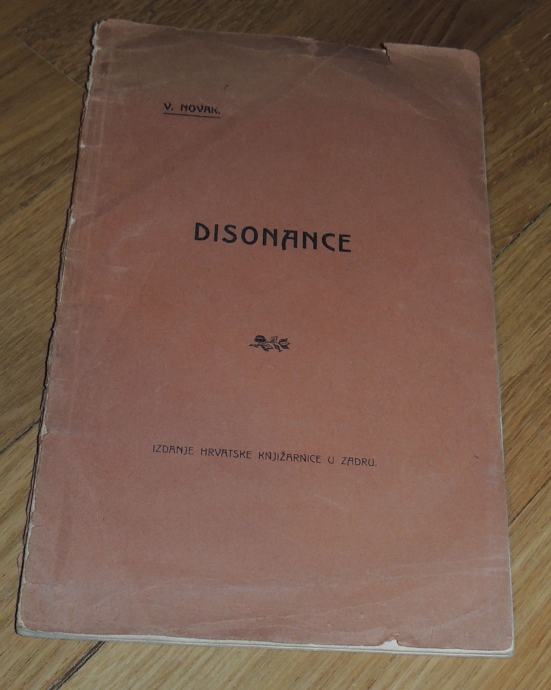 V. NOVAK.
DISONANCE
IZDANJE HRVATSKE KNJIŽARNICE U ZADRU.